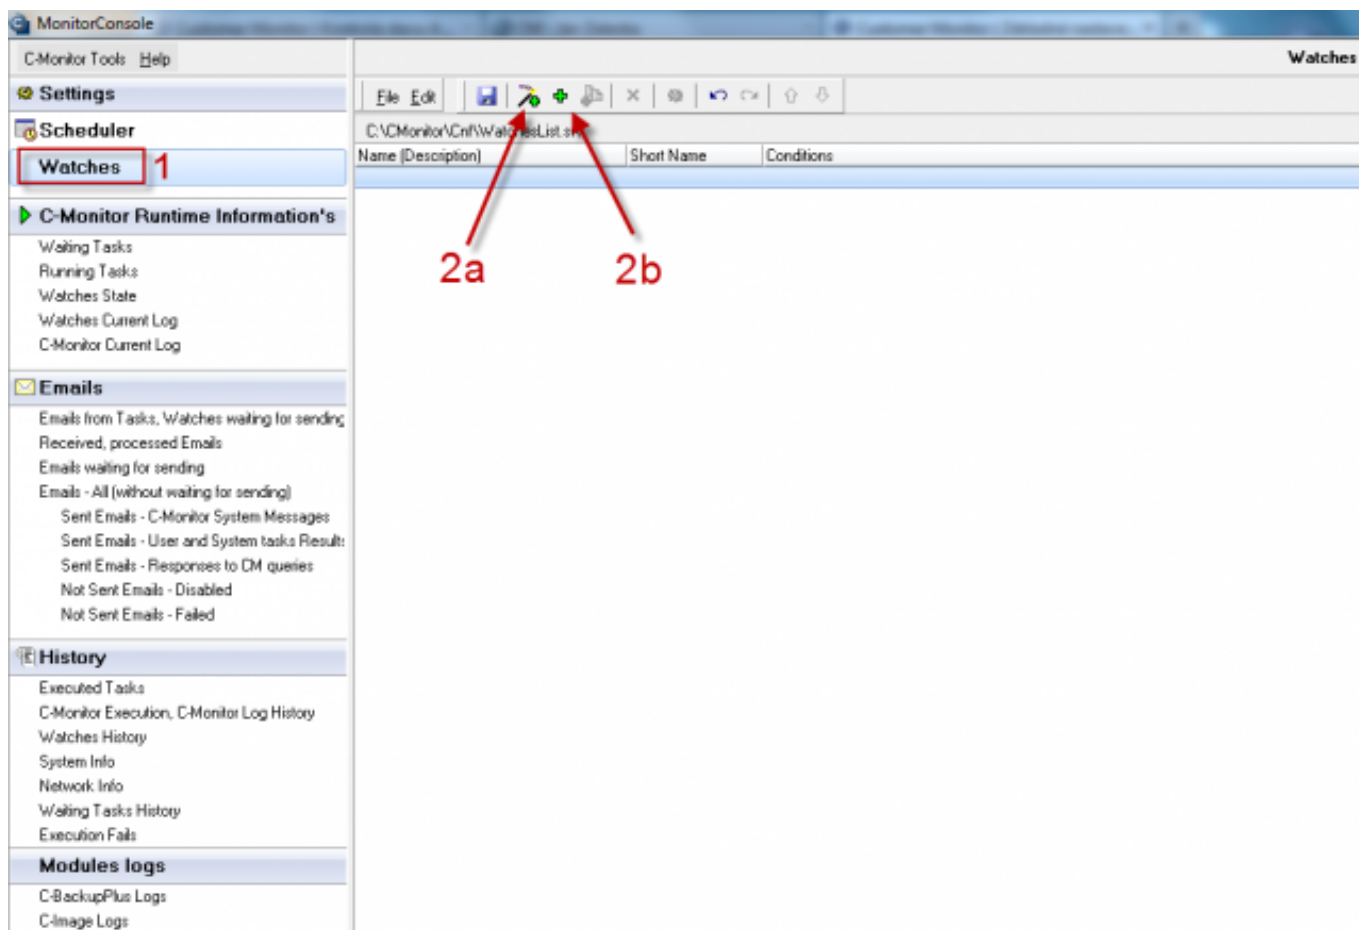 MonitorConsole
C-Monitor Tools Help
Watches
Settings
File Edit
Scheduler
C:\CMonitor\Cnf\WatchesList.
Name (Description) Short Name Conditions
Watches 1
C-Monitor Runtime Information's
Waiting Tasks
Running Tasks
2a 2b
Watches State
Watches Current Log
C-Monitor Current Log
Emails
Emails from Tasks, Watches waiting for sending
Received, processed Emails
Emails waiting for sending
Emails - All (without waiting for sending)
Sent Emails - C-Monitor System Messages
Sent Emails - User and System tasks Results
Sent Emails - Responses to CM queries
Not Sent Emails - Disabled
Not Sent Emails - Failed
History
Executed Tasks
C-Monitor Execution, C-Monitor Log History
Watches History
System Info
Network Info
Waiting Tasks History
Execution Fails
Modules logs
C-BackupPlus Logs
C-Image Logs